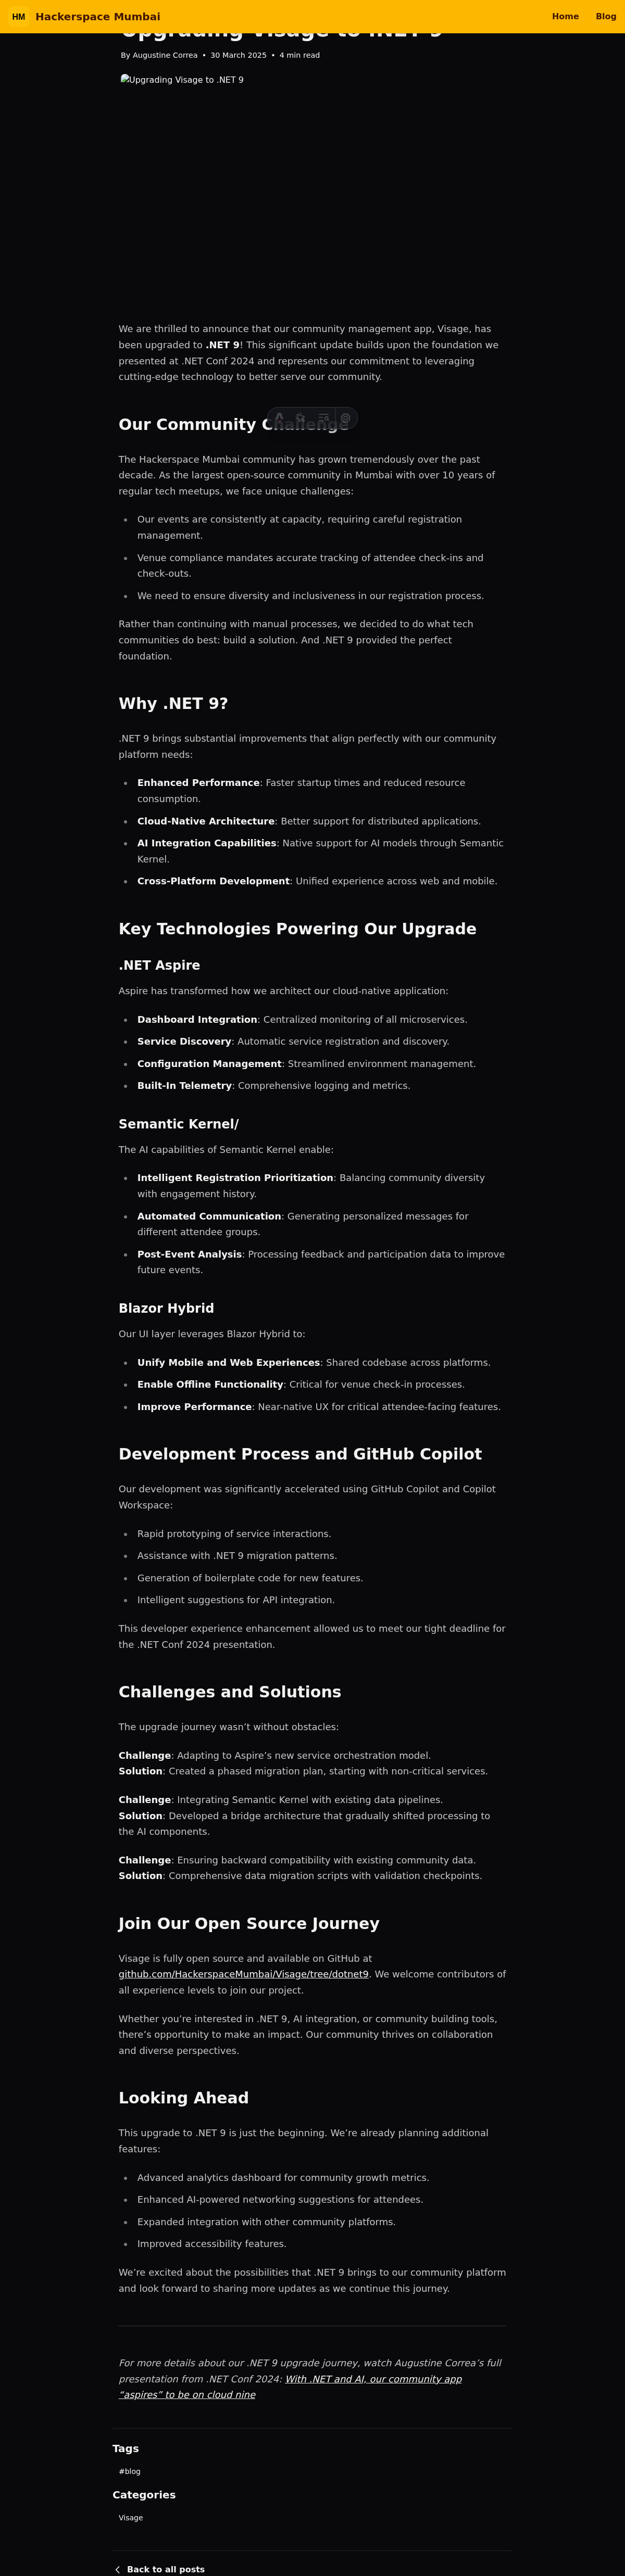 HM Hackerspace Mumbai Home Blog
Upgrading Visage to .NET 9
By Augustine Correa • 30 March 2025 • 4 min read
Upgrading Visage to .NET 9
We are thrilled to announce that our community management app, Visage, has
been upgraded to .NET 9! This significant update builds upon the foundation we
presented at .NET Conf 2024 and represents our commitment to leveraging
cutting-edge technology to better serve our community.
Our Community Challenge
The Hackerspace Mumbai community has grown tremendously over the past
decade. As the largest open-source community in Mumbai with over 10 years of
regular tech meetups, we face unique challenges:
Our events are consistently at capacity, requiring careful registration
management.
Venue compliance mandates accurate tracking of attendee check-ins and
check-outs.
We need to ensure diversity and inclusiveness in our registration process.
Rather than continuing with manual processes, we decided to do what tech
communities do best: build a solution. And .NET 9 provided the perfect
foundation.
Why .NET 9?
.NET 9 brings substantial improvements that align perfectly with our community
platform needs:
Enhanced Performance: Faster startup times and reduced resource
consumption.
Cloud-Native Architecture: Better support for distributed applications.
AI Integration Capabilities: Native support for AI models through Semantic
Kernel.
Cross-Platform Development: Unified experience across web and mobile.
Key Technologies Powering Our Upgrade
.NET Aspire
Aspire has transformed how we architect our cloud-native application:
Dashboard Integration: Centralized monitoring of all microservices.
Service Discovery: Automatic service registration and discovery.
Configuration Management: Streamlined environment management.
Built-In Telemetry: Comprehensive logging and metrics.
Semantic Kernel/
The AI capabilities of Semantic Kernel enable:
Intelligent Registration Prioritization: Balancing community diversity
with engagement history.
Automated Communication: Generating personalized messages for
different attendee groups.
Post-Event Analysis: Processing feedback and participation data to improve
future events.
Blazor Hybrid
Our UI layer leverages Blazor Hybrid to:
Unify Mobile and Web Experiences: Shared codebase across platforms.
Enable Offline Functionality: Critical for venue check-in processes.
Improve Performance: Near-native UX for critical attendee-facing features.
Development Process and GitHub Copilot
Our development was significantly accelerated using GitHub Copilot and Copilot
Workspace:
Rapid prototyping of service interactions.
Assistance with .NET 9 migration patterns.
Generation of boilerplate code for new features.
Intelligent suggestions for API integration.
This developer experience enhancement allowed us to meet our tight deadline for
the .NET Conf 2024 presentation.
Challenges and Solutions
The upgrade journey wasn’t without obstacles:
Challenge: Adapting to Aspire’s new service orchestration model.
Solution: Created a phased migration plan, starting with non-critical services.
Challenge: Integrating Semantic Kernel with existing data pipelines.
Solution: Developed a bridge architecture that gradually shifted processing to
the AI components.
Challenge: Ensuring backward compatibility with existing community data.
Solution: Comprehensive data migration scripts with validation checkpoints.
Join Our Open Source Journey
Visage is fully open source and available on GitHub at
github.com/HackerspaceMumbai/Visage/tree/dotnet9. We welcome contributors of
all experience levels to join our project.
Whether you’re interested in .NET 9, AI integration, or community building tools,
there’s opportunity to make an impact. Our community thrives on collaboration
and diverse perspectives.
Looking Ahead
This upgrade to .NET 9 is just the beginning. We’re already planning additional
features:
Advanced analytics dashboard for community growth metrics.
Enhanced AI-powered networking suggestions for attendees.
Expanded integration with other community platforms.
Improved accessibility features.
We’re excited about the possibilities that .NET 9 brings to our community platform
and look forward to sharing more updates as we continue this journey.
For more details about our .NET 9 upgrade journey, watch Augustine Correa’s full
presentation from .NET Conf 2024: With .NET and AI, our community app
“aspires” to be on cloud nine
Tags
#blog
Categories
Visage
Back to all posts